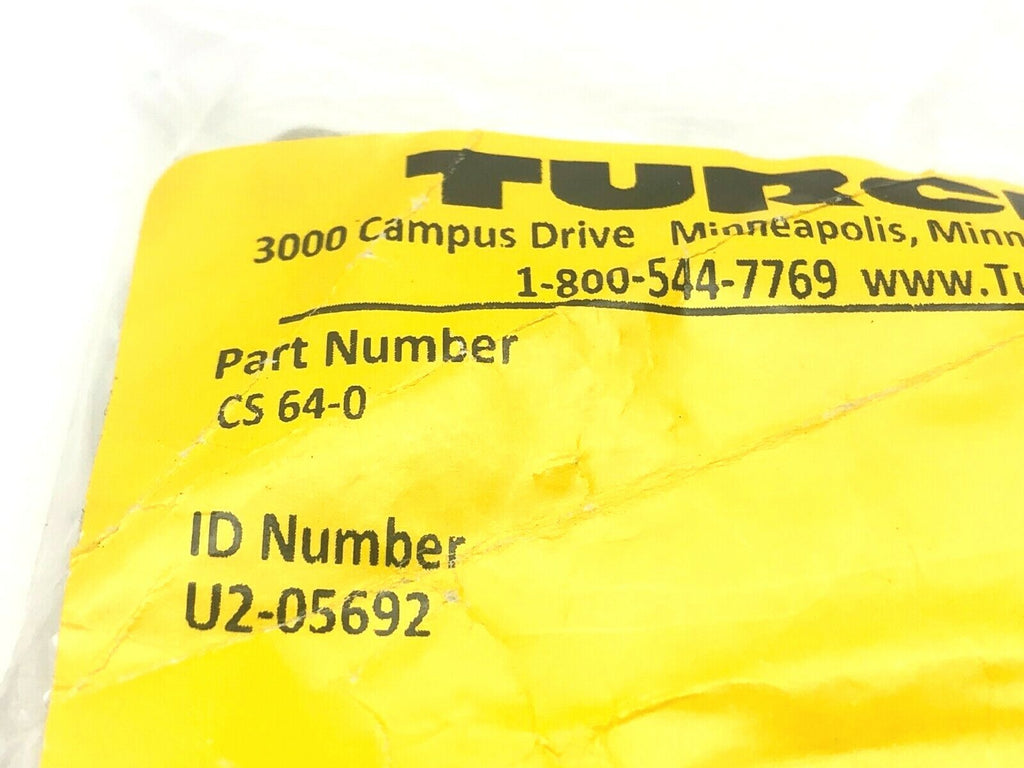 TURC
3000 Campus Drive Minneapolis, Minn
1-800-544-7769 www.Tu
Part Number
CS 64-0
ID Number
U2-05692